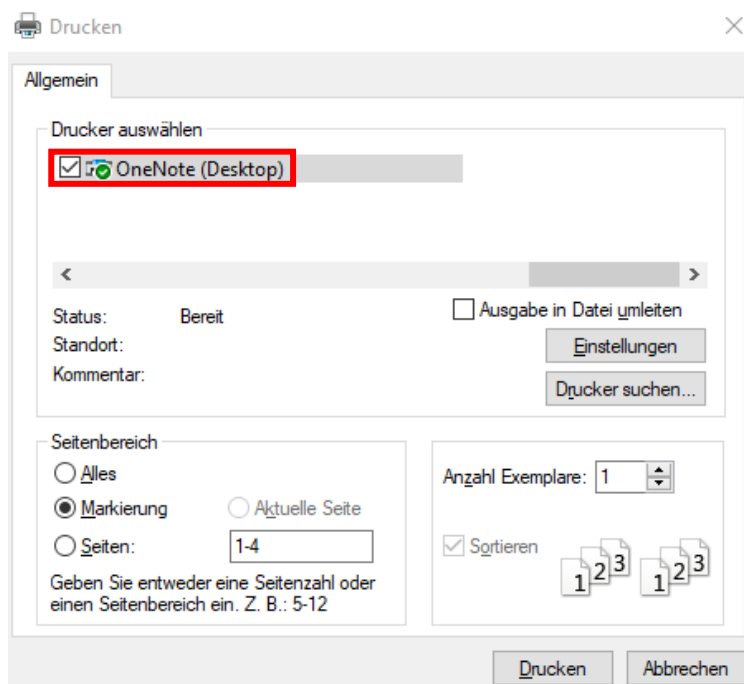 Drucken
Allgemein
Drucker auswählen
OneNote (Desktop)
Status: Bereit
Ausgabe in Datei umleiten
Standort:
Einstellungen
Kommentar:
Drucker suchen...
Seitenbereich
Alles
Markierung
Aktuelle Seite
Seiten: 1-4
Geben Sie entweder eine Seitenzahl oder
einen Seitenbereich ein. Z. B.: 5-12
Anzahl Exemplare: 1
Sortieren
1 2 3 1 2 3
Drucken Abbrechen